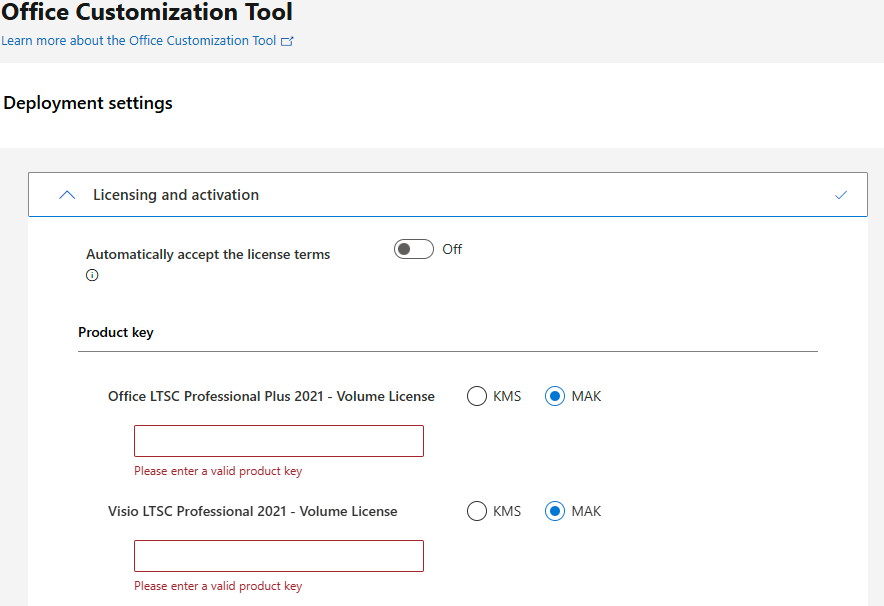 Office Customization Tool
Learn more about the Office Customization Tool
Deployment settings
Licensing and activation
Automatically accept the license terms
Off
Product key
Office LTSC Professional Plus 2021 - Volume License
KMS
MAK
Please enter a valid product key
Visio LTSC Professional 2021 - Volume License
KMS
MAK
Please enter a valid product key